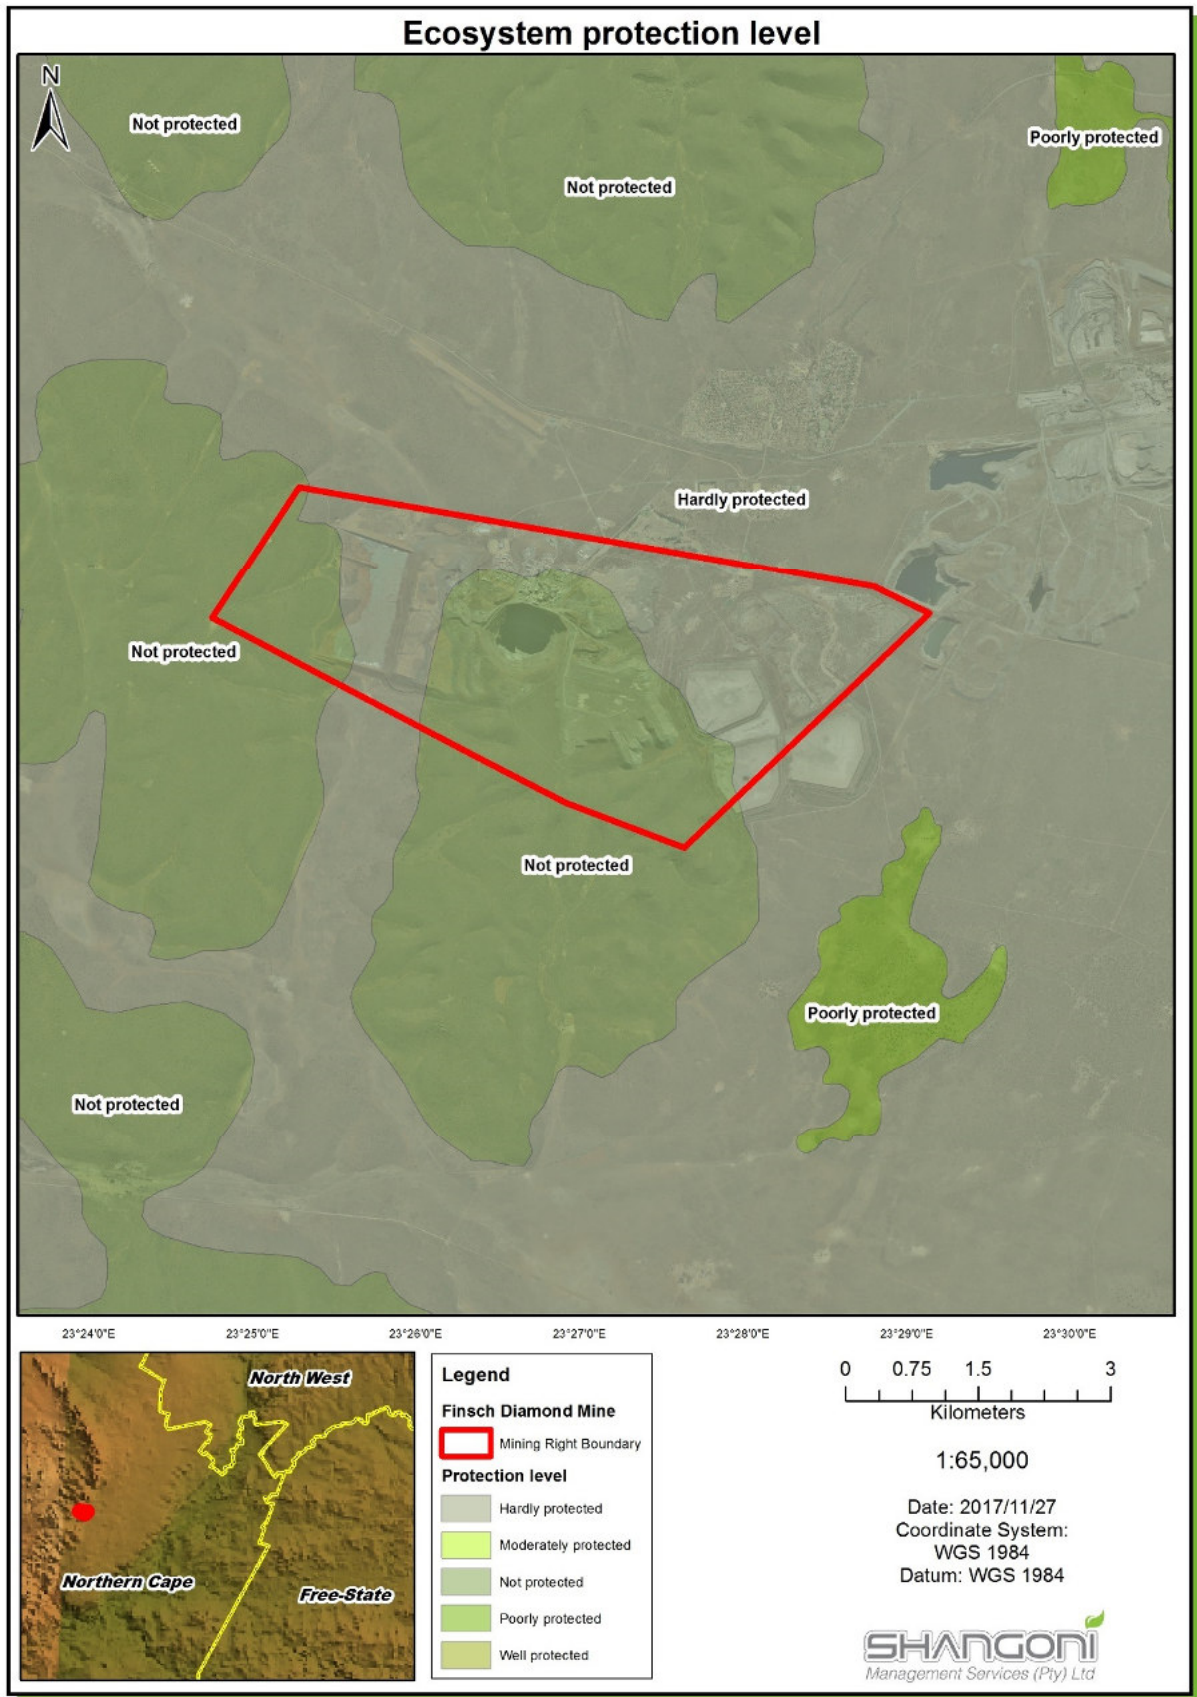 Ecosystem protection level
N
Not protected
Not protected
Poorly protected
Hardly protected
Not protected
Not protected
Poorly protected
Not protected
23°24'0"E
23°25'0"E
23°26'0"E
23°27'0"E
23°28'0"E
23°29'0"E
23°30'0"E
North West
Northern Cape
Free-State
Legend
Finsch Diamond Mine
Mining Right Boundary
Protection level
Hardly protected
Moderately protected
Not protected
Poorly protected
Well protected
0 0.75 1.5 3
Kilometers
1:65,000
Date: 2017/11/27
Coordinate System:
WGS 1984
Datum: WGS 1984
SHANGONI
Management Services (Pty) Ltd